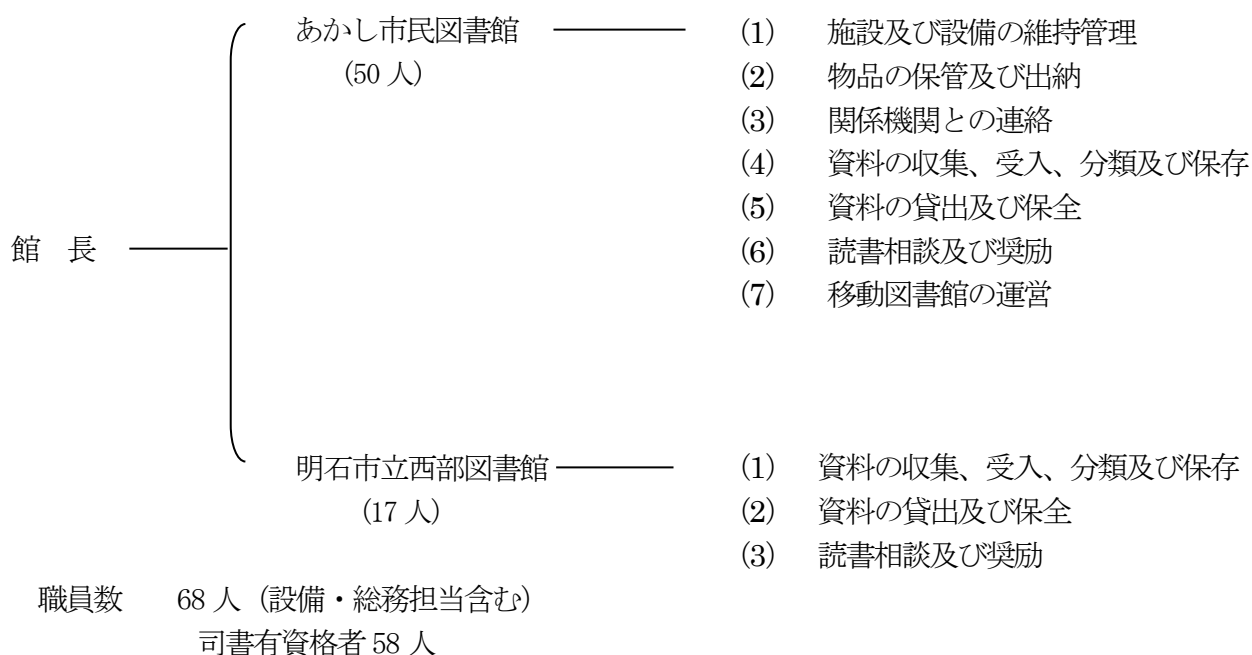 あかし市民図書館
(50 人)
(1) 施設及び設備の維持管理
(2) 物品の保管及び出納
(3) 関係機関との連絡
(4) 資料の収集、受入、分類及び保存
(5) 資料の貸出及び保全
(6) 読書相談及び奨励
(7) 移動図書館の運営
館 長
明石市立西部図書館
(17 人)
(1) 資料の収集、受入、分類及び保存
(2) 資料の貸出及び保全
(3) 読書相談及び奨励
職員数 68 人（設備・総務担当含む）
司書有資格者 58 人